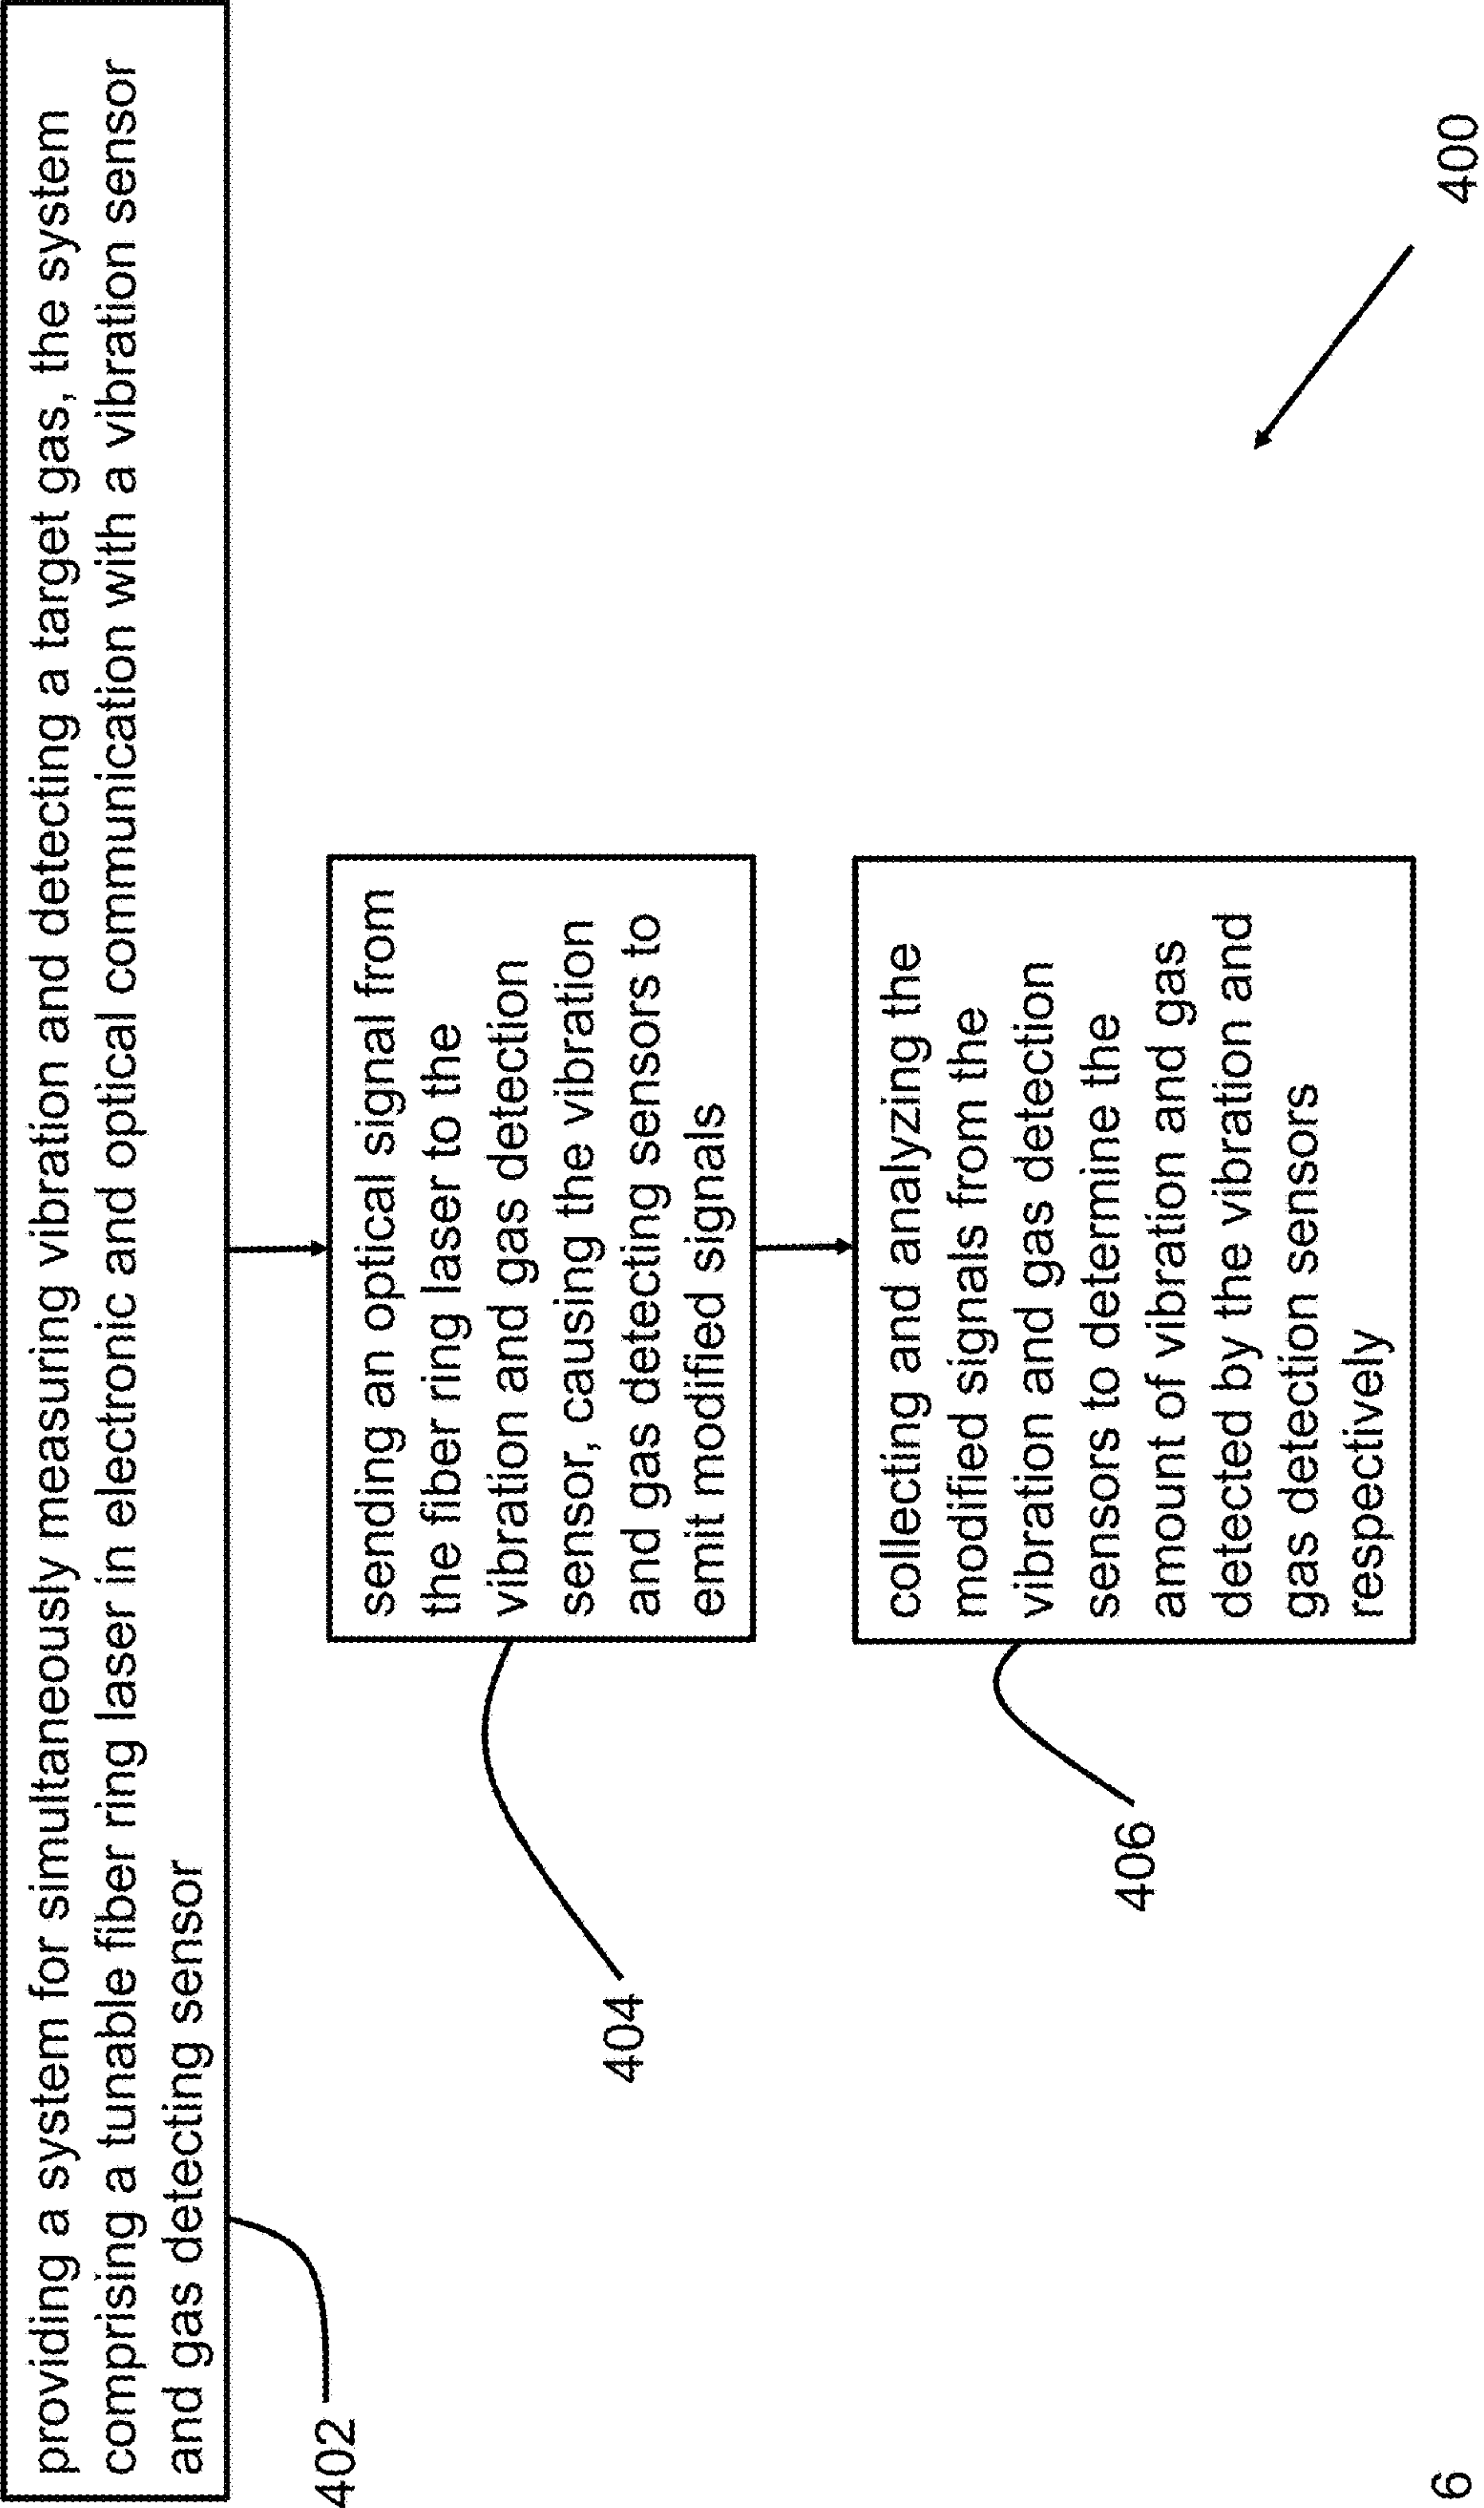 providing a system for simultaneously measuring vibration and detecting a target gas, the system
comprising a tunable fiber ring laser in electronic and optical communication with a vibration sensor
and gas detecting sensor
402
sending an optical signal from
the fiber ring laser to the
vibration and gas detection
sensor, causing the vibration
and gas detecting sensors to
emit modified signals
404
collecting and analyzing the
modified signals from the
vibration and gas detection
sensors to determine the
amount of vibration and gas
detected by the vibration and
gas detection sensors
respectively
406
400
6